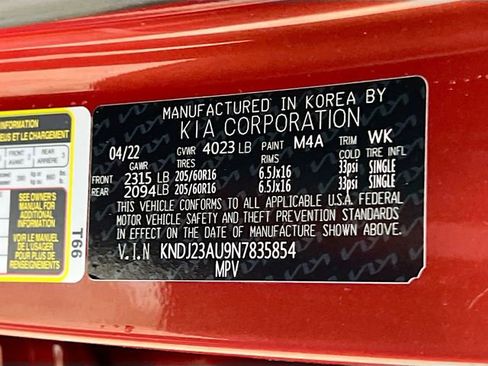 MANUFACTURED IN KOREA BY
KIA CORPORATION
04/22 GVWR 4023 LB PAINT M4A TRIM WK
GAWR TIRES RIMS COLD TIRE INFL
FRONT 2315 LB 205/60R16 6.5Jx16 33psi SINGLE
REAR 2094 LB 205/60R16 6.5Jx16 33psi SINGLE
THIS VEHICLE CONFORMS TO ALL APPLICABLE U.S.A. FEDERAL
MOTOR VEHICLE SAFETY AND THEFT PREVENTION STANDARDS
IN EFFECT ON THE DATE OF MANUFACTURE SHOWN ABOVE.
V.I.N KNDJ23AU9N7835854
MPV
INFORMATION
EUS ET LE CHARGEMENT
REAR 3
ARRIÈRE
SEE OWNER'S
MANUAL FOR
ADDITIONAL
INFORMATION
VOIR LE MANUEL
DE L'USAGER
POUR PLUS DE
RENSEIGNEMENTS
T66